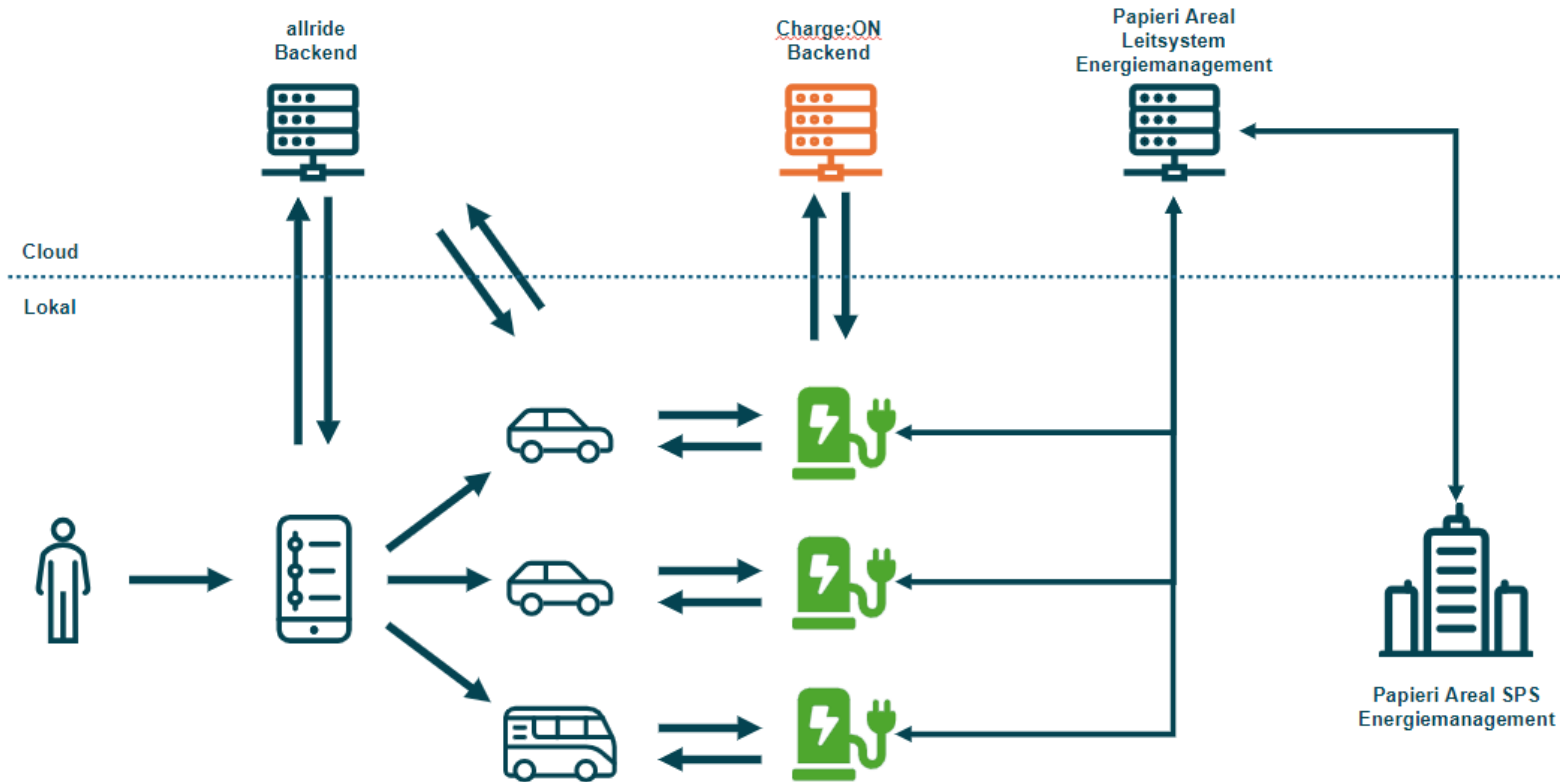 allride
Backend
Charge:ON
Backend
Papieri Areal
Leitsystem
Energiemanagement
Cloud
Lokal
Papieri Areal SPS
Energiemanagement